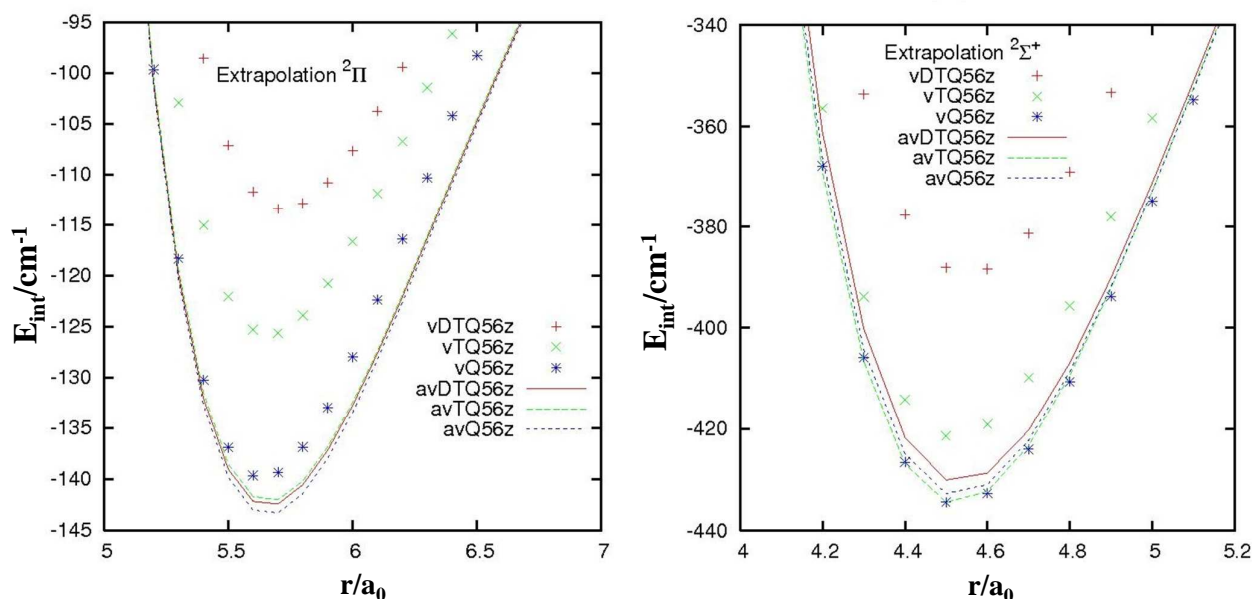 E_int/cm⁻¹
-95
-100
-105
-110
-115
-120
-125
-130
-135
-140
-145
Extrapolation ²Π
vDTQ56z
vTQ56z
vQ56z
avDTQ56z
avTQ56z
avQ56z
5 5.5 6 6.5 7
r/a₀
E_int/cm⁻¹
-340
-360
-380
-400
-420
-440
Extrapolation ²Σ⁺
vDTQ56z
vTQ56z
vQ56z
avDTQ56z
avTQ56z
avQ56z
4 4.2 4.4 4.6 4.8 5 5.2
r/a₀